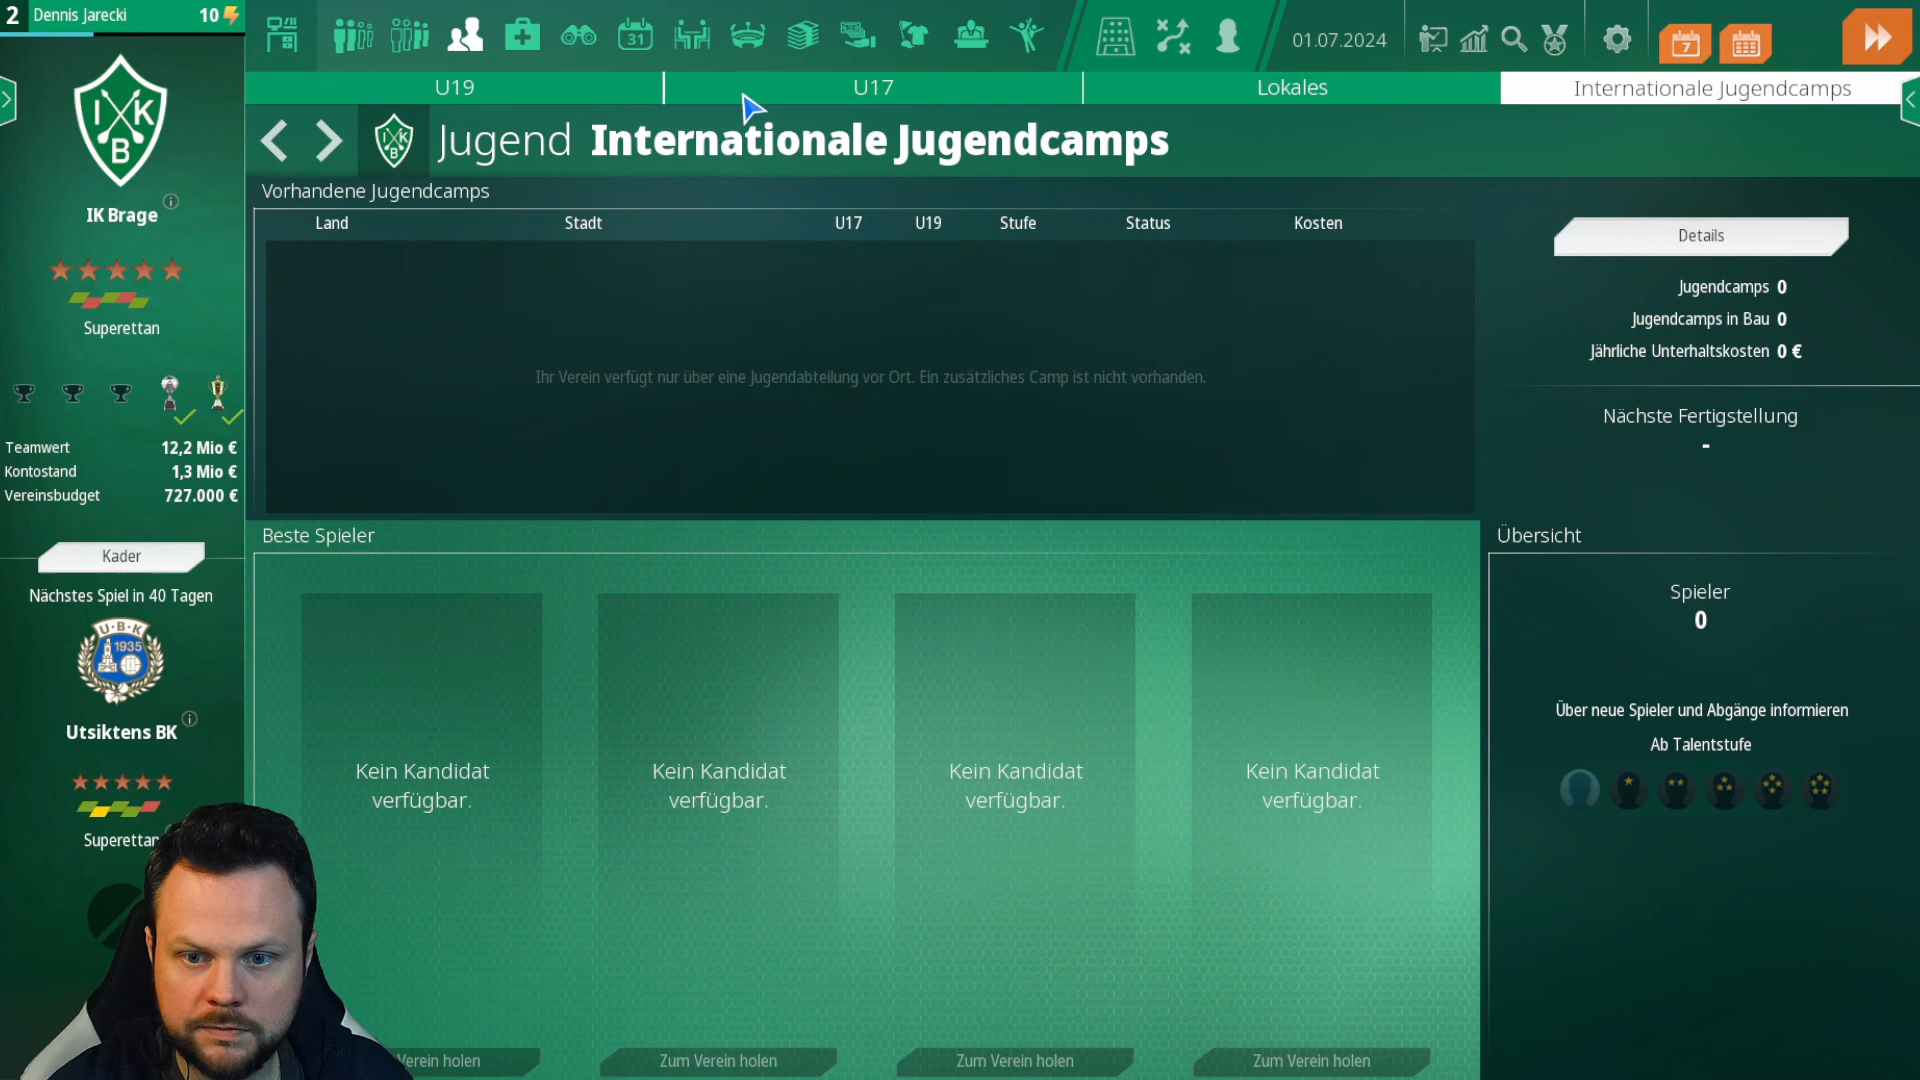 2 Dennis Jarecki 10
31
01.07.2024
7
U19 U17 Lokales Internationale Jugendcamps
Jugend Internationale Jugendcamps
IK
B
IK Brage
Superettan
Teamwert 12,2 Mio €
Kontostand 1,3 Mio €
Vereinsbudget 727.000 €
Kader
Nächstes Spiel in 40 Tagen
U·B·K
1935
Utsiktens BK
Superettan
Vorhandene Jugendcamps
Land Stadt U17 U19 Stufe Status Kosten
Ihr Verein verfügt nur über eine Jugendabteilung vor Ort. Ein zusätzliches Camp ist nicht vorhanden.
Details
Jugendcamps 0
Jugendcamps in Bau 0
Jährliche Unterhaltskosten 0 €
Nächste Fertigstellung
-
Beste Spieler
Kein Kandidat
verfügbar.
Kein Kandidat
verfügbar.
Kein Kandidat
verfügbar.
Kein Kandidat
verfügbar.
Verein holen
Zum Verein holen
Zum Verein holen
Zum Verein holen
Übersicht
Spieler
0
Über neue Spieler und Abgänge informieren
Ab Talentstufe